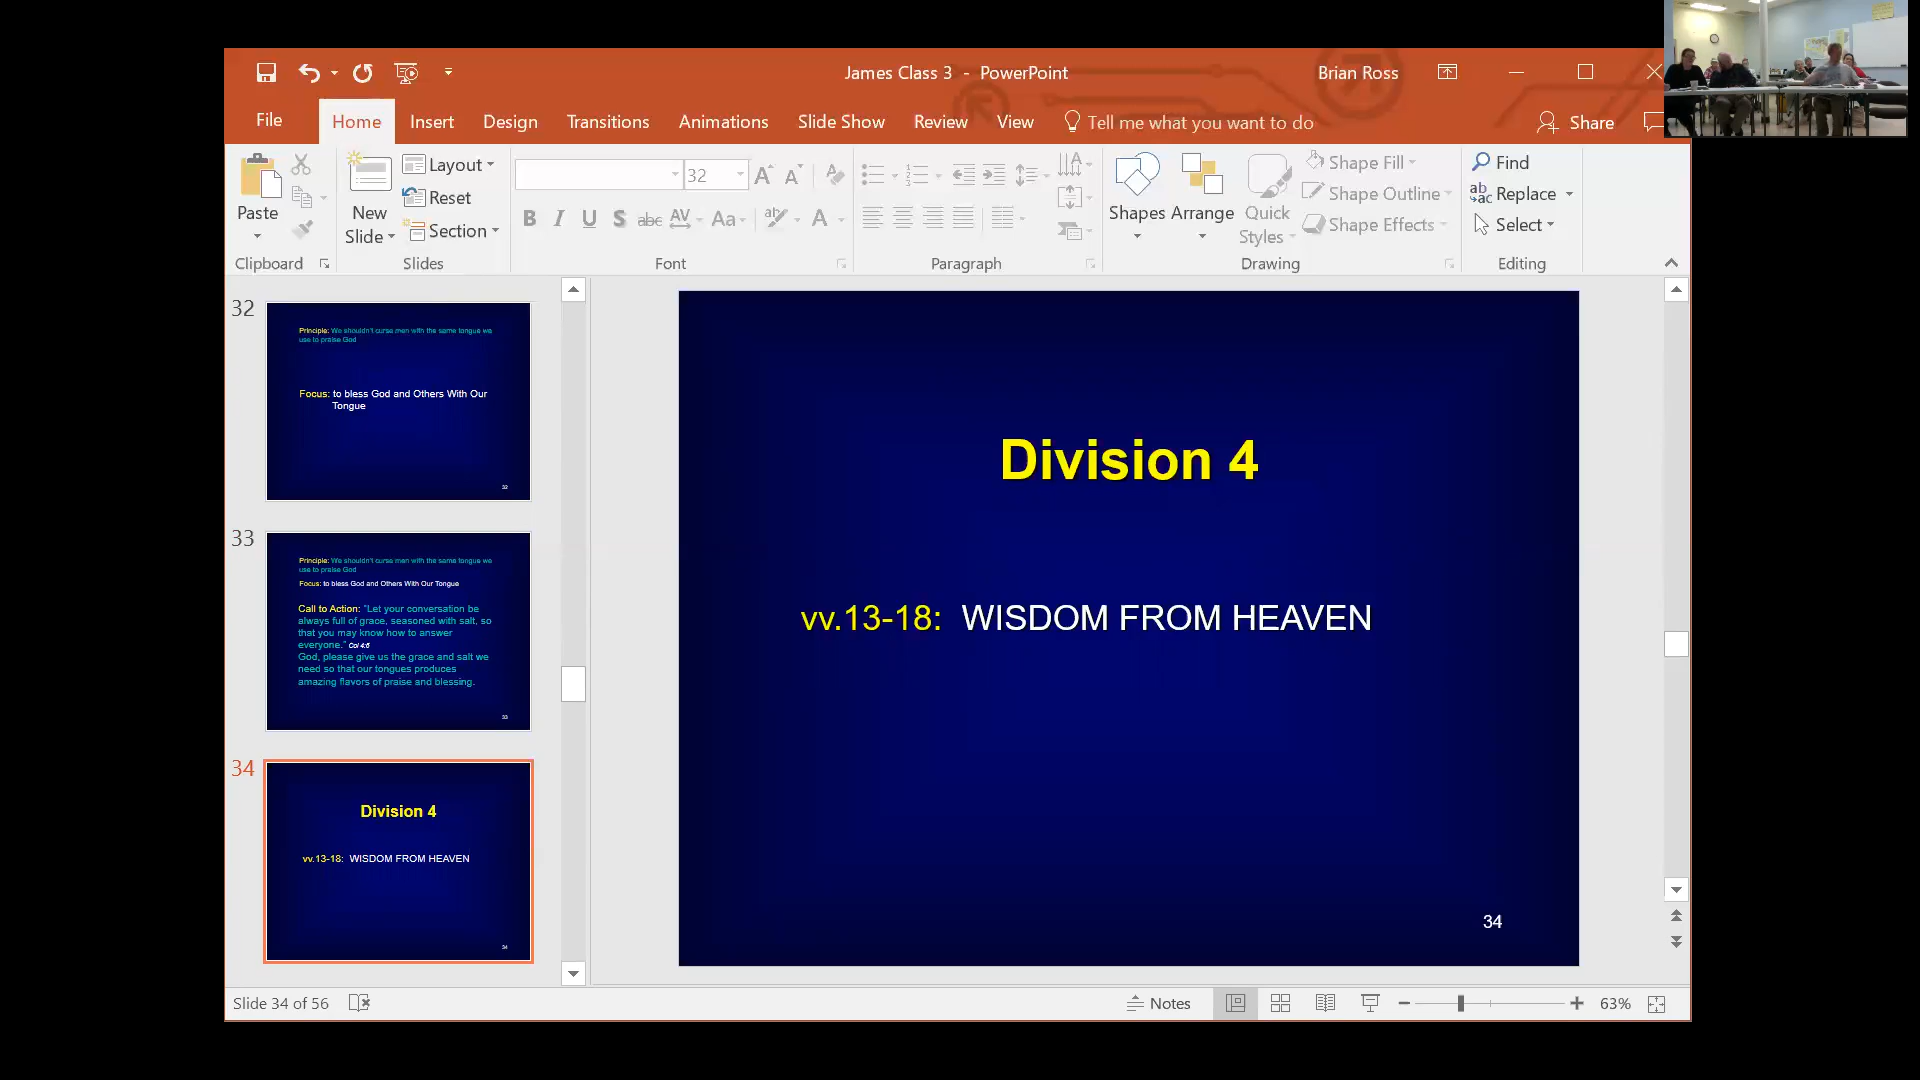 James Class 3 - PowerPoint
Brian Ross
File
Home
Insert
Design
Transitions
Animations
Slide Show
Review
View
Tell me what you want to do
Share
Paste
New
Slide
Layout
Reset
Section
32
B I U S abc AV Aa A
Shapes
Arrange
Quick
Styles
Shape Fill
Shape Outline
Shape Effects
Find
Replace
Select
Clipboard
Slides
Font
Paragraph
Drawing
Editing
32
Principle: We shouldn't curse men with the same tongue we
use to praise God
Focus: to bless God and Others With Our
Tongue
32
33
Principle: We shouldn't curse men with the same tongue we
use to praise God
Focus: to bless God and Others With Our Tongue
Call to Action: "Let your conversation be
always full of grace, seasoned with salt, so
that you may know how to answer
everyone." Col 4:6
God, please give us the grace and salt we
need so that our tongues produces
amazing flavors of praise and blessing.
33
34
Division 4
vv.13-18: WISDOM FROM HEAVEN
34
Division 4
vv.13-18: WISDOM FROM HEAVEN
34
Slide 34 of 56
Notes
63%